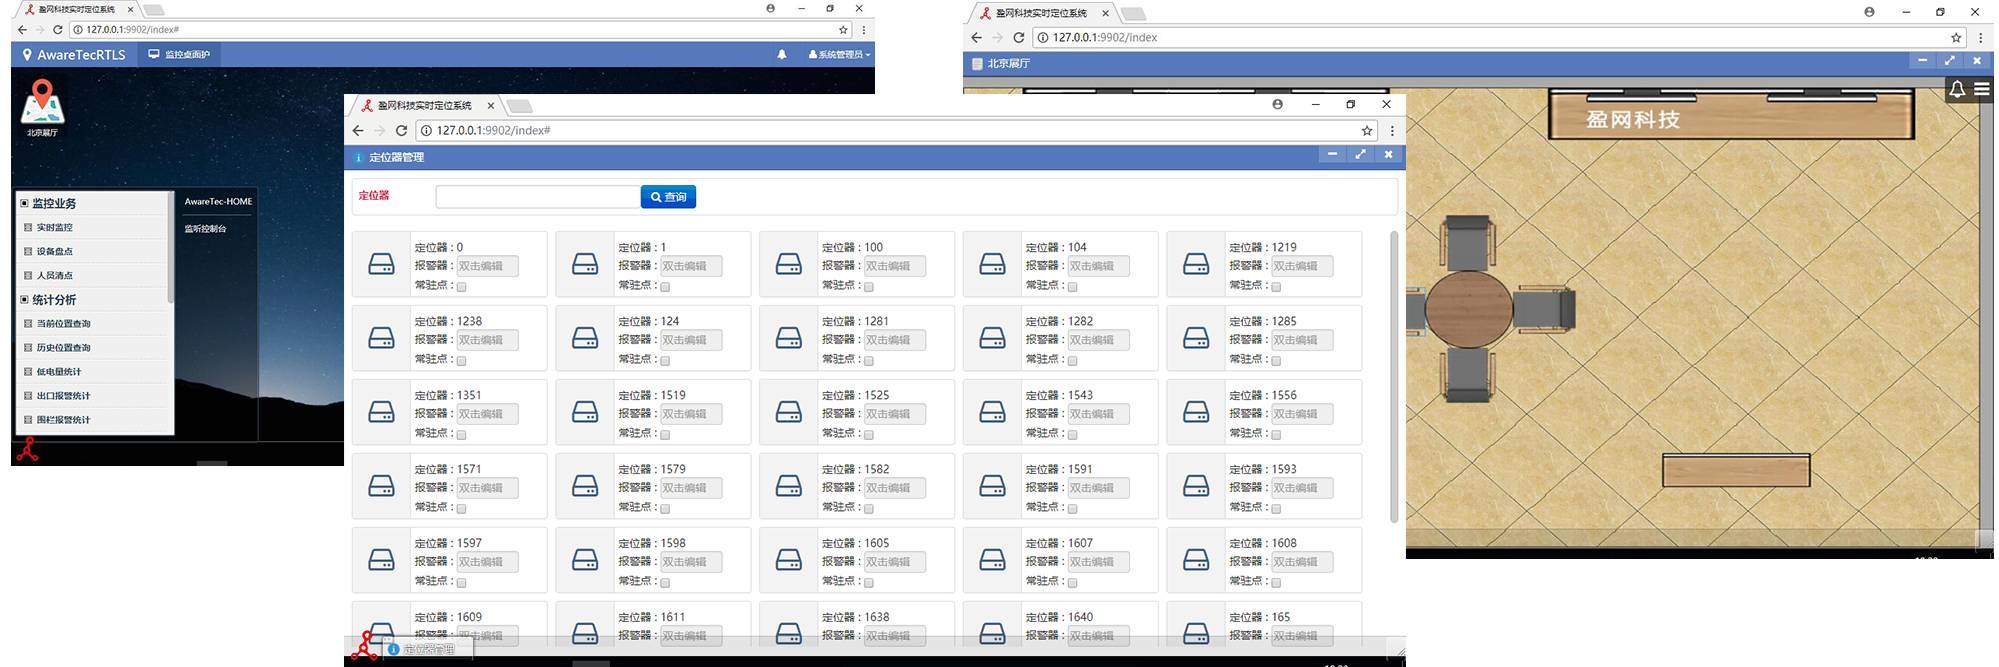 盈网科技实时定位系统
127.0.0.1:9902/index#
AwareTecRTLS
监控桌面护
系统管理员
北京展厅
监控业务
实时监控
设备盘点
人员清点
统计分析
当前位置查询
历史位置查询
低电量统计
出口报警统计
围栏报警统计
AwareTec-HOME
监听控制台
盈网科技实时定位系统
127.0.0.1:9902/index#
定位器管理
定位器
查询
定位器：0
报警器：双击编辑
常驻点：
定位器：1
报警器：双击编辑
常驻点：
定位器：100
报警器：双击编辑
常驻点：
定位器：104
报警器：双击编辑
常驻点：
定位器：1219
报警器：双击编辑
常驻点：
定位器：1238
报警器：双击编辑
常驻点：
定位器：124
报警器：双击编辑
常驻点：
定位器：1281
报警器：双击编辑
常驻点：
定位器：1282
报警器：双击编辑
常驻点：
定位器：1285
报警器：双击编辑
常驻点：
定位器：1351
报警器：双击编辑
常驻点：
定位器：1519
报警器：双击编辑
常驻点：
定位器：1525
报警器：双击编辑
常驻点：
定位器：1543
报警器：双击编辑
常驻点：
定位器：1556
报警器：双击编辑
常驻点：
定位器：1571
报警器：双击编辑
常驻点：
定位器：1579
报警器：双击编辑
常驻点：
定位器：1582
报警器：双击编辑
常驻点：
定位器：1591
报警器：双击编辑
常驻点：
定位器：1593
报警器：双击编辑
常驻点：
定位器：1597
报警器：双击编辑
常驻点：
定位器：1598
报警器：双击编辑
常驻点：
定位器：1605
报警器：双击编辑
常驻点：
定位器：1607
报警器：双击编辑
常驻点：
定位器：1608
报警器：双击编辑
常驻点：
定位器：1609
报警器：双击编辑
定位器：1611
报警器：双击编辑
定位器：1638
报警器：双击编辑
定位器：1640
报警器：双击编辑
定位器：165
报警器：双击编辑
定位器管理
盈网科技实时定位系统
127.0.0.1:9902/index
北京展厅
盈网科技